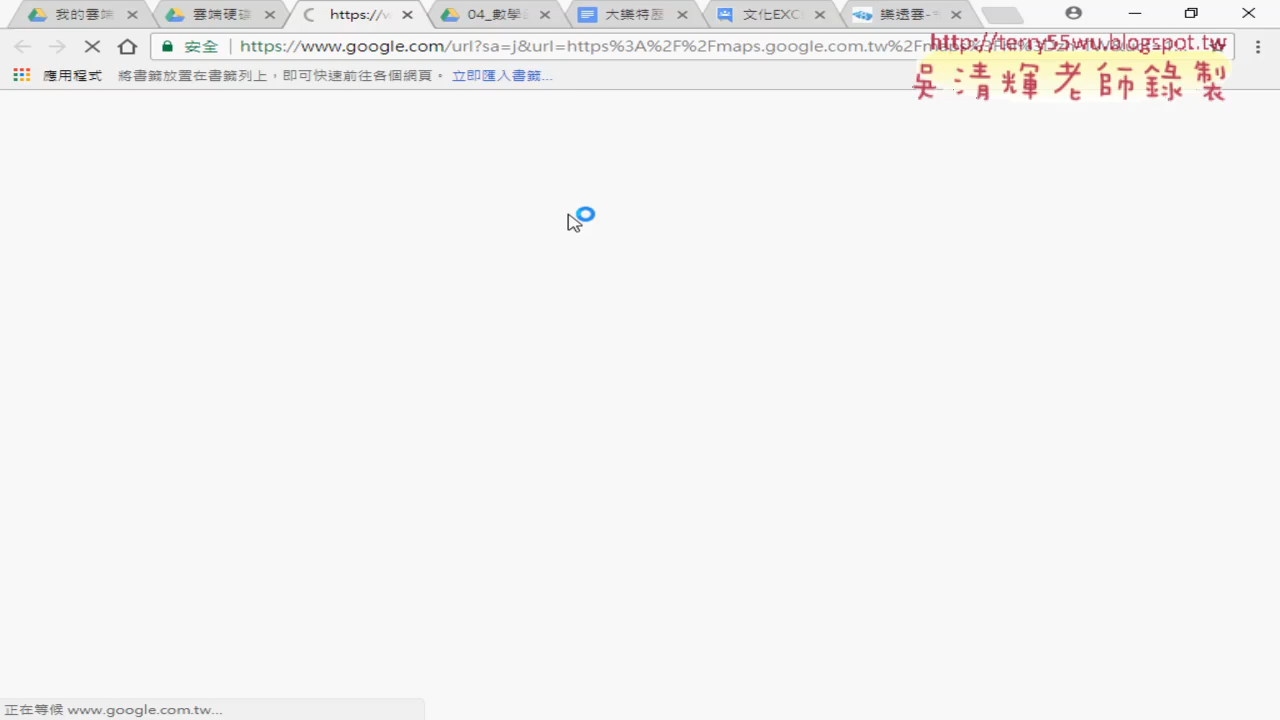 我的雲端
雲端硬碟
https://w
04_數學
大樂特歷
文化EXC
樂透雲-
安全
https://www.google.com/url?sa=j&url=https%3A%2F%2Fmaps.google.com.tw%2F
http://terry55wu.blogspot.tw
應用程式
將書籤放置在書籤列上，即可快速前往各個網頁。
立即匯入書籤...
吳清輝老師錄製
正在等候 www.google.com.tw...